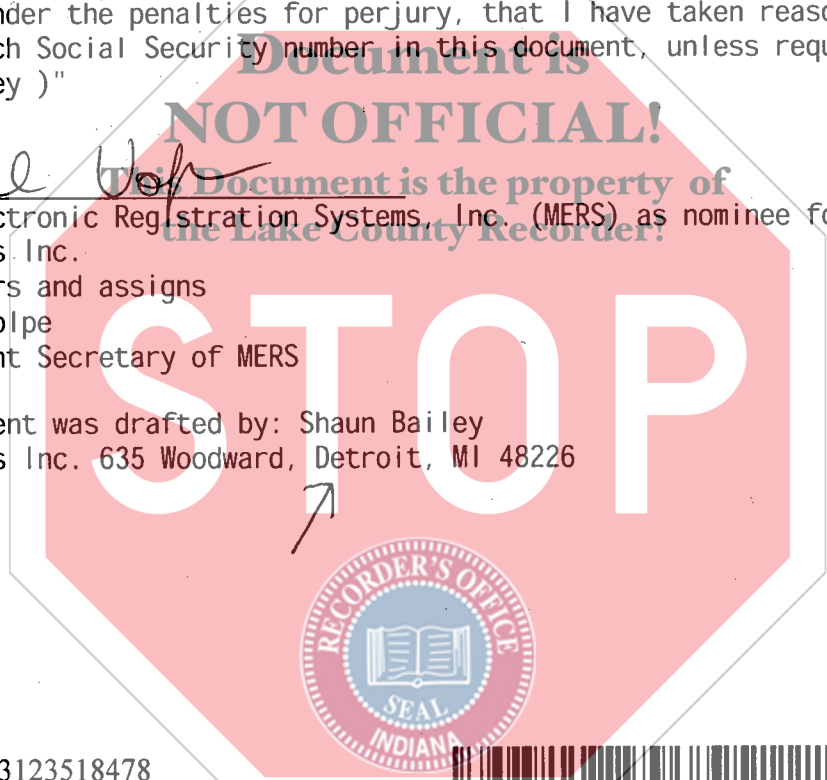 nder the penalties for perjury, that I have taken reaso
ch Social Security number in this document, unless requ
ey )"
Document is
NOT OFFICIAL!
This Document is the property of
the Lake County Recorder!
ctronic Registration Systems, Inc. (MERS) as nominee fo
s Inc.
rs and assigns
olpe
nt Secretary of MERS
ent was drafted by: Shaun Bailey
s Inc. 635 Woodward, Detroit, MI 48226
STOP
RECORDER'S OFFICE
SEAL
INDIANA
3123518478